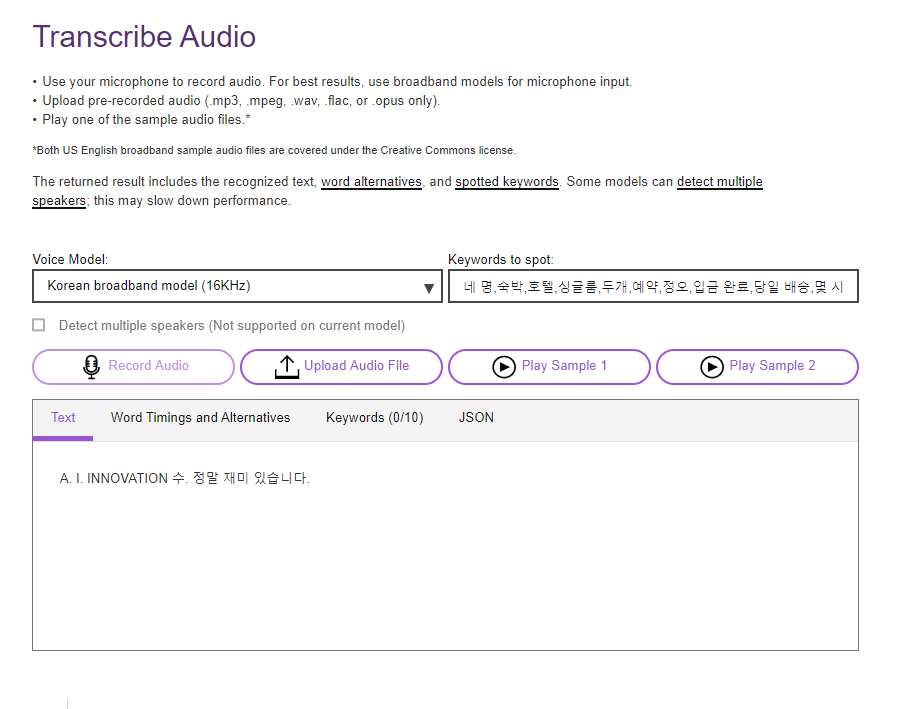 Transcribe Audio
• Use your microphone to record audio. For best results, use broadband models for microphone input.
• Upload pre-recorded audio (.mp3, .mpeg, .wav, .flac, or .opus only).
• Play one of the sample audio files.*
*Both US English broadband sample audio files are covered under the Creative Commons license.
The returned result includes the recognized text, word alternatives, and spotted keywords. Some models can detect multiple
speakers; this may slow down performance.
Voice Model: Keywords to spot:
Korean broadband model (16KHz) ▼ 네 명,숙박,호텔,싱글룸,두개,예약,정오,입금 완료,당일 배송,몇 시
Detect multiple speakers (Not supported on current model)
Record Audio Upload Audio File Play Sample 1 Play Sample 2
Text Word Timings and Alternatives Keywords (0/10) JSON
A. I. INNOVATION 수. 정말 재미 있습니다.